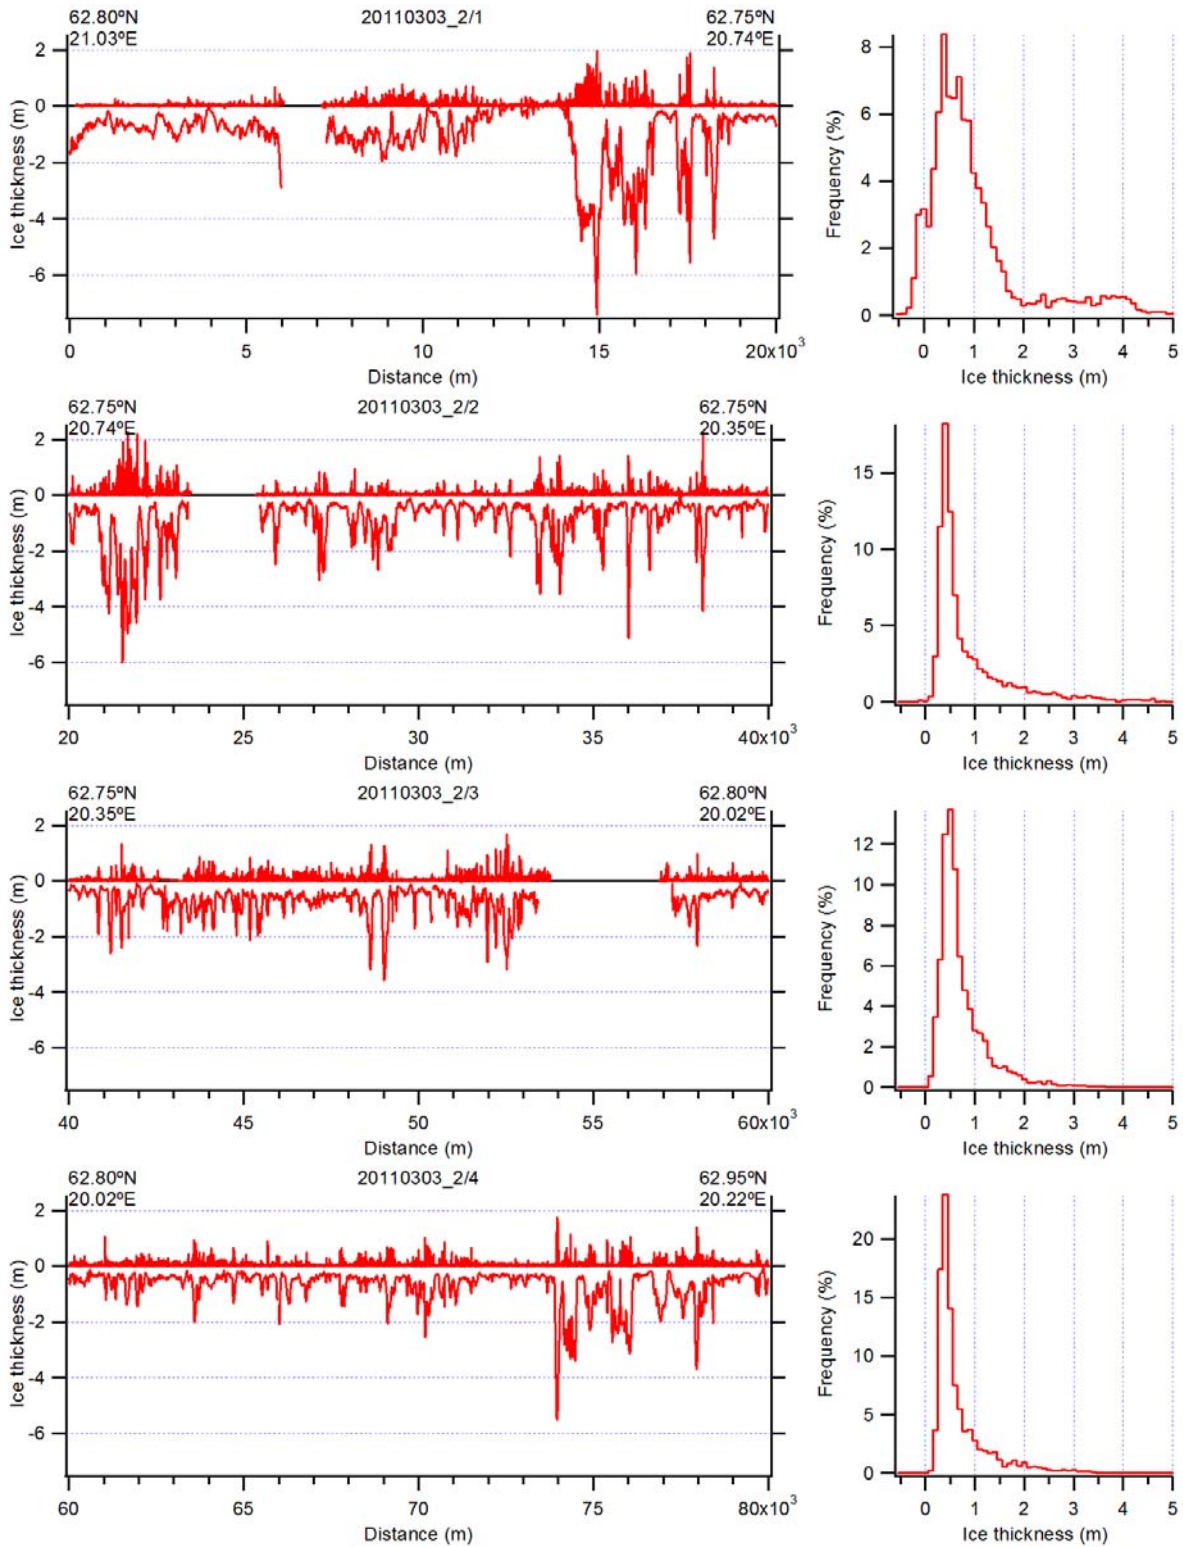 62.80ºN 20110303_2/1 62.75ºN
21.03ºE 20.74ºE
2
0
-2
-4
-6
Ice thickness (m)
0 5 10 15 20x10³
Distance (m)
8
6
4
2
0
Frequency (%)
0 1 2 3 4 5
Ice thickness (m)
62.75ºN 20110303_2/2 62.75ºN
20.74ºE 20.35ºE
2
0
-2
-4
-6
Ice thickness (m)
20 25 30 35 40x10³
Distance (m)
15
10
5
0
Frequency (%)
0 1 2 3 4 5
Ice thickness (m)
62.75ºN 20110303_2/3 62.80ºN
20.35ºE 20.02ºE
2
0
-2
-4
-6
Ice thickness (m)
40 45 50 55 60x10³
Distance (m)
12
10
8
6
4
2
0
Frequency (%)
0 1 2 3 4 5
Ice thickness (m)
62.80ºN 20110303_2/4 62.95ºN
20.02ºE 20.22ºE
2
0
-2
-4
-6
Ice thickness (m)
60 65 70 75 80x10³
Distance (m)
20
15
10
5
0
Frequency (%)
0 1 2 3 4 5
Ice thickness (m)